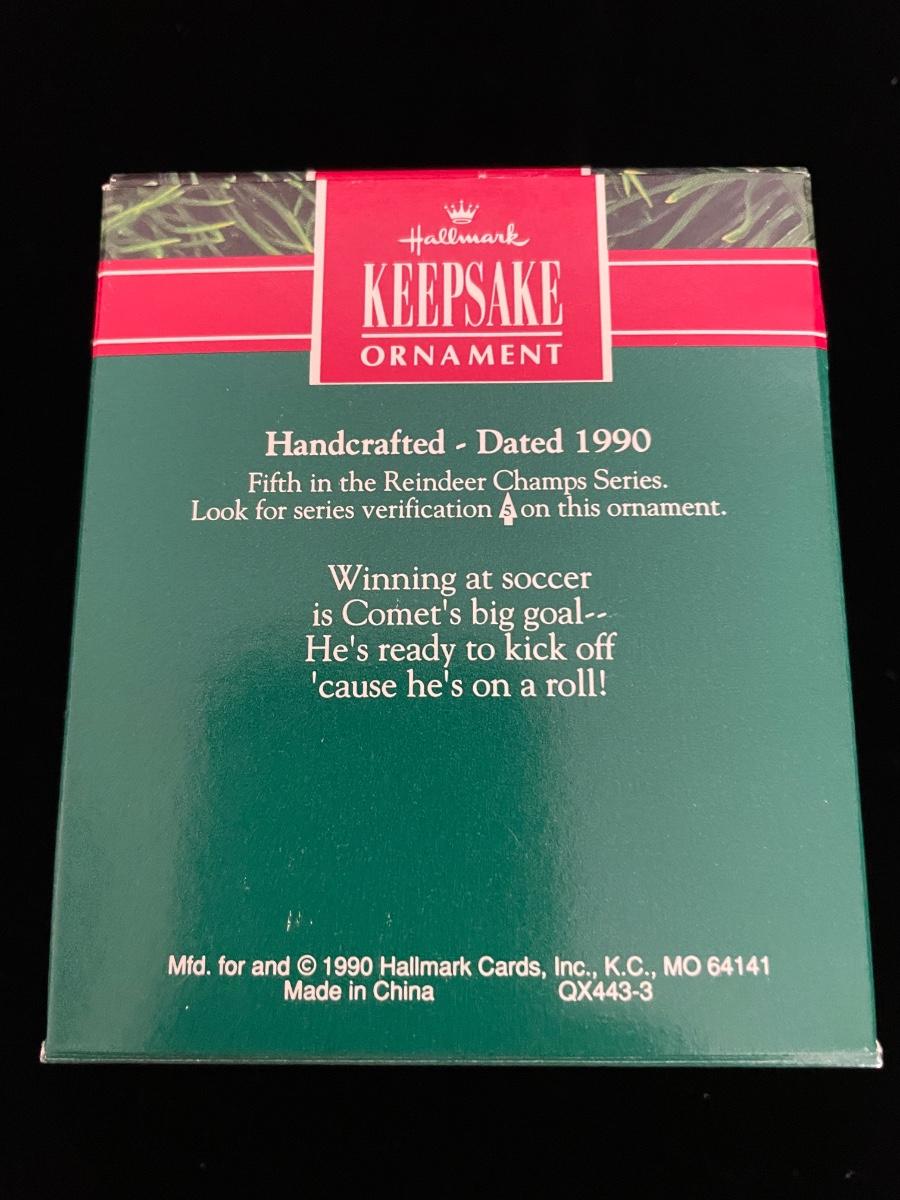 Hallmark
KEEPSAKE
ORNAMENT
Handcrafted - Dated 1990
Fifth in the Reindeer Champs Series.
Look for series verification 5 on this ornament.
Winning at soccer
is Comet's big goal--
He's ready to kick off
'cause he's on a roll!
Mfd. for and © 1990 Hallmark Cards, Inc., K.C., MO 64141
Made in China QX443-3